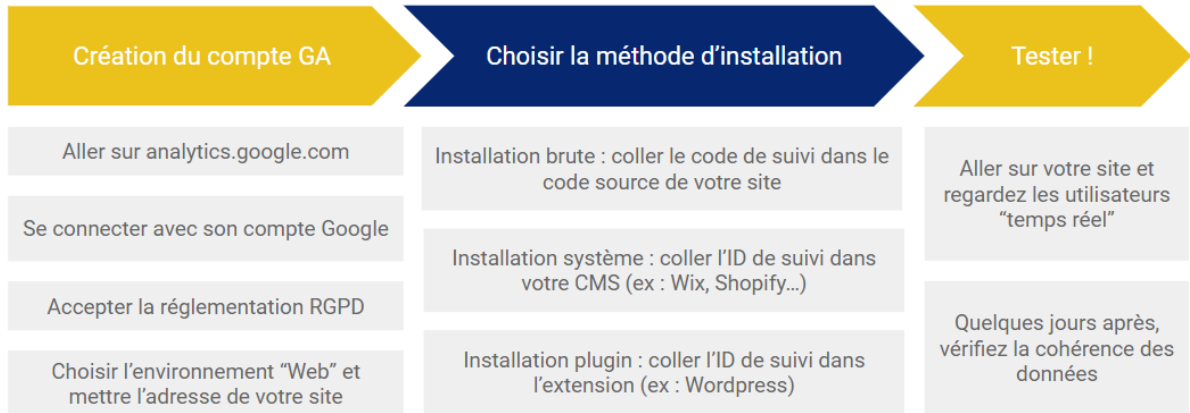 Création du compte GA
Choisir la méthode d'installation
Tester !
Aller sur analytics.google.com
Se connecter avec son compte Google
Accepter la réglementation RGPD
Choisir l'environnement “Web” et
mettre l'adresse de votre site
Installation brute : coller le code de suivi dans le
code source de votre site
Installation système : coller l'ID de suivi dans
votre CMS (ex : Wix, Shopify…)
Installation plugin : coller l'ID de suivi dans
l'extension (ex : Wordpress)
Aller sur votre site et
regardez les utilisateurs
“temps réel”
Quelques jours après,
vérifiez la cohérence des
données